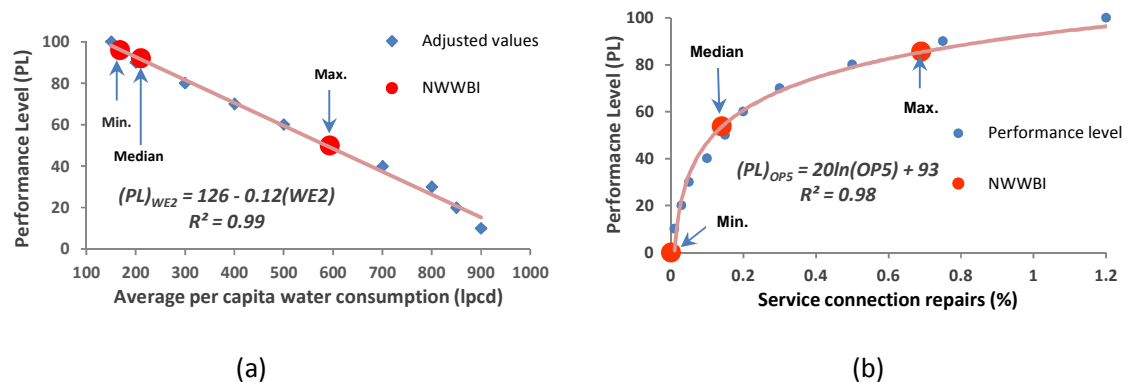 Performance Level (PL)
120
100
80
60
40
20
0
100 200 300 400 500 600 700 800 900 1000
Average per capita water consumption (lpcd)
Adjusted values
NWWBI
Min.
Median
Max.
(PL)WE2 = 126 - 0.12(WE2)
R² = 0.99
(a)
Performacne Level (PL)
100
80
60
40
20
0
0 0.2 0.4 0.6 0.8 1 1.2
Service connection repairs (%)
Median
Max.
Min.
Performance level
NWWBI
(PL)OP5 = 20ln(OP5) + 93
R² = 0.98
(b)